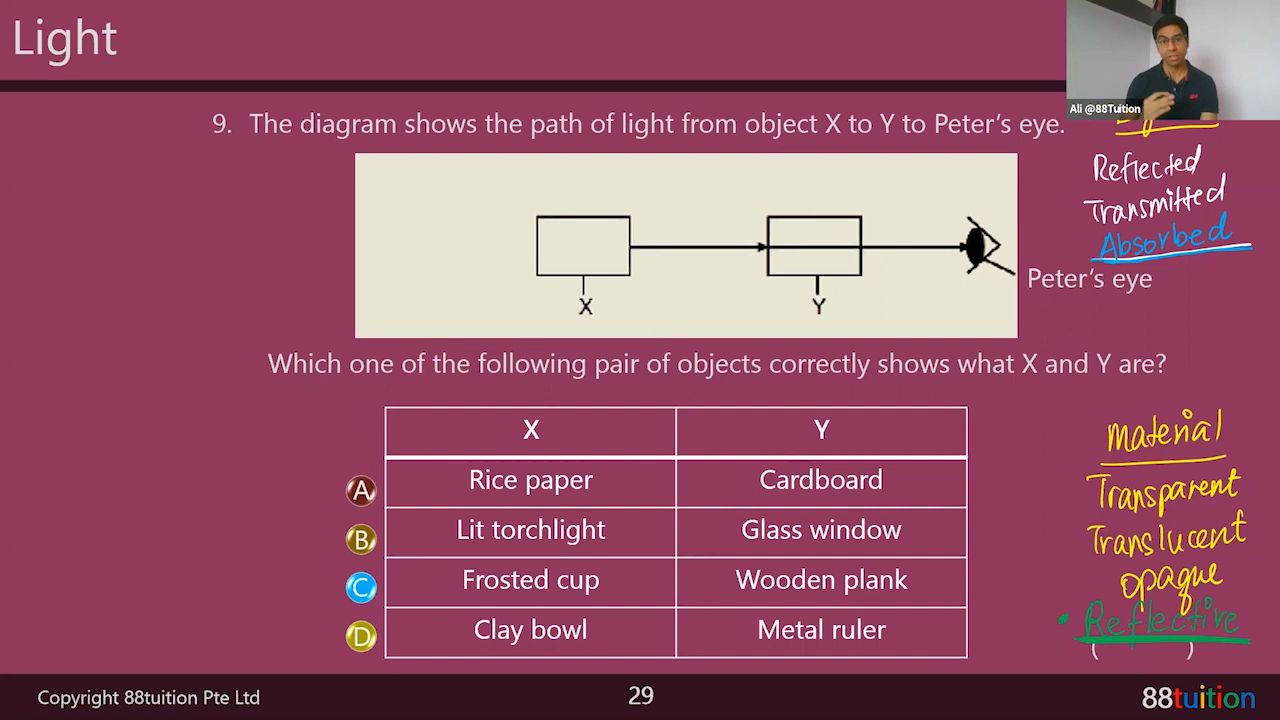 Light
Ali @88Tuition
9. The diagram shows the path of light from object X to Y to Peter's eye.
Reflected
Transmitted
Absorbed
X
Y
Peter's eye
Which one of the following pair of objects correctly shows what X and Y are?
X Y
A Rice paper Cardboard
B Lit torchlight Glass window
C Frosted cup Wooden plank
D Clay bowl Metal ruler
Material
Transparent
Translucent
Opaque
Reflective
( )
Copyright 88tuition Pte Ltd
29
88tuition